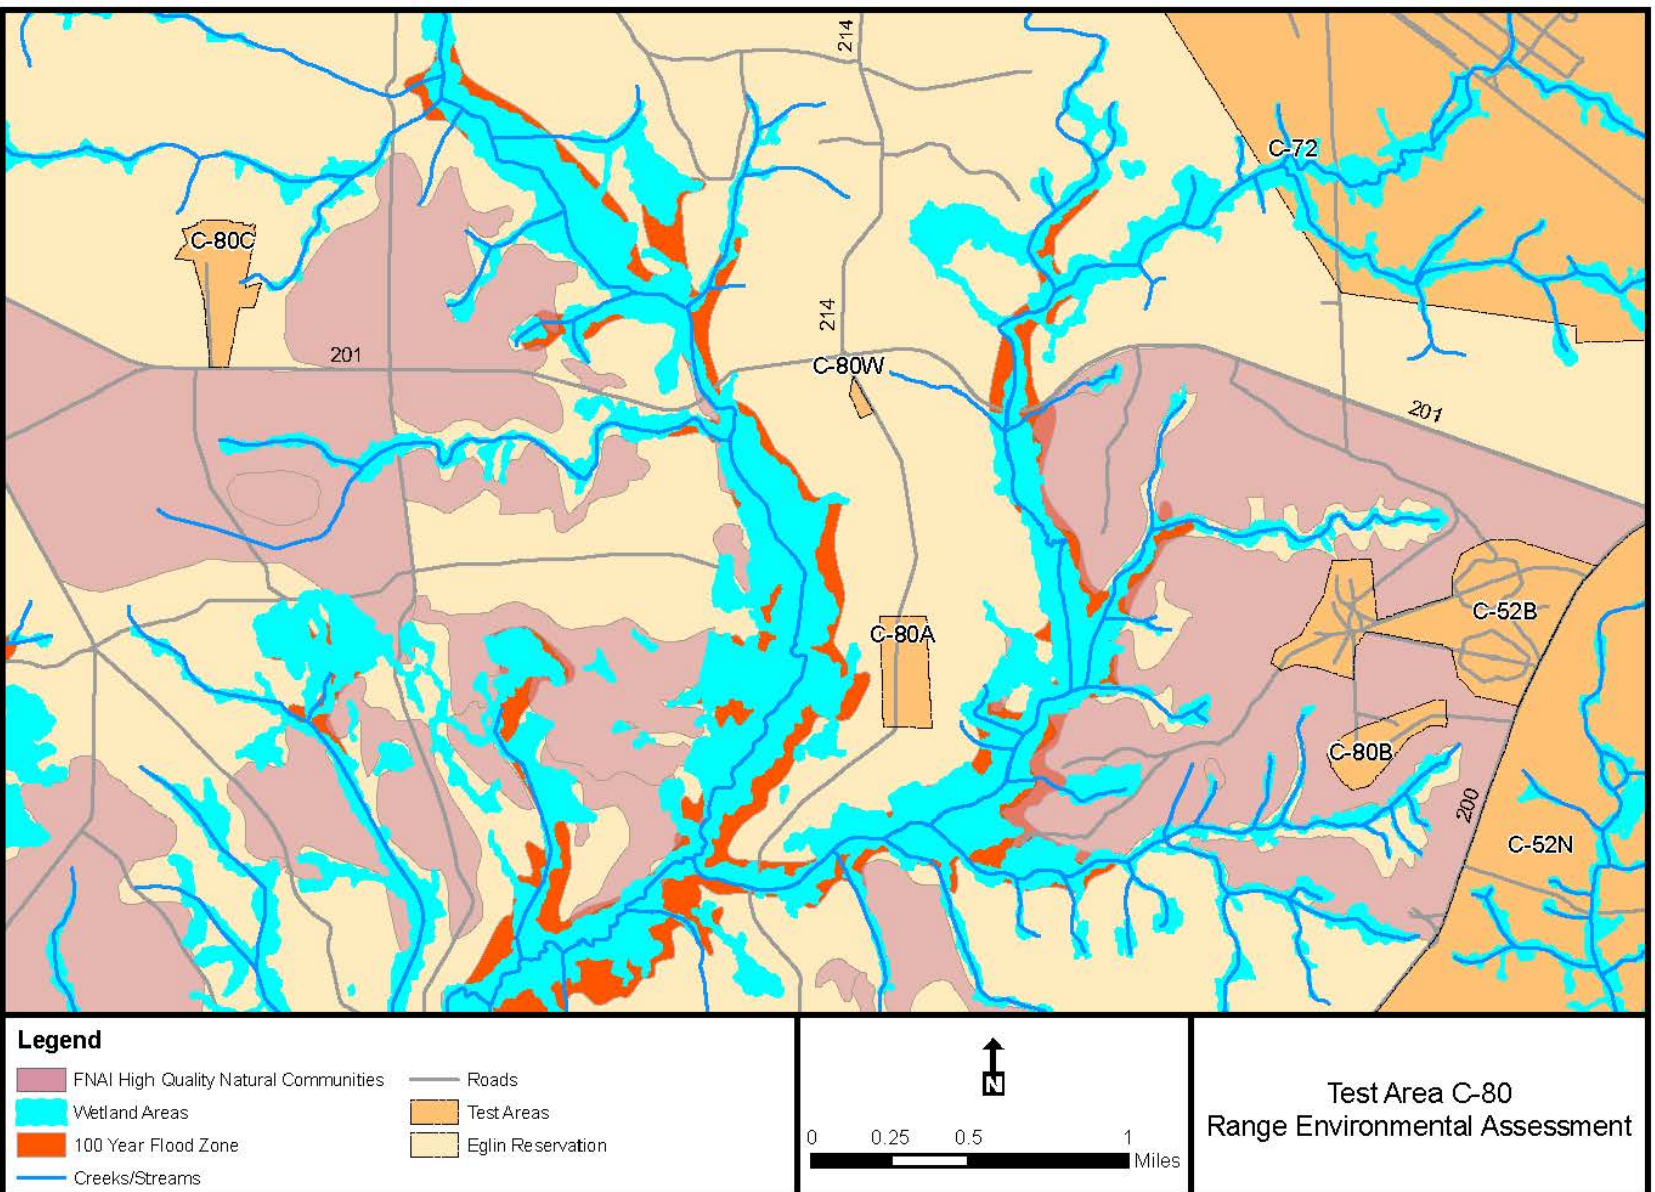 214
C-72
C-80C
214
201
C-80W
201
C-52B
C-80A
C-80B
200
C-52N
Legend
FNAI High Quality Natural Communities
Wetland Areas
100 Year Flood Zone
Creeks/Streams
Roads
Test Areas
Eglin Reservation
N
0 0.25 0.5 1
Miles
Test Area C-80
Range Environmental Assessment